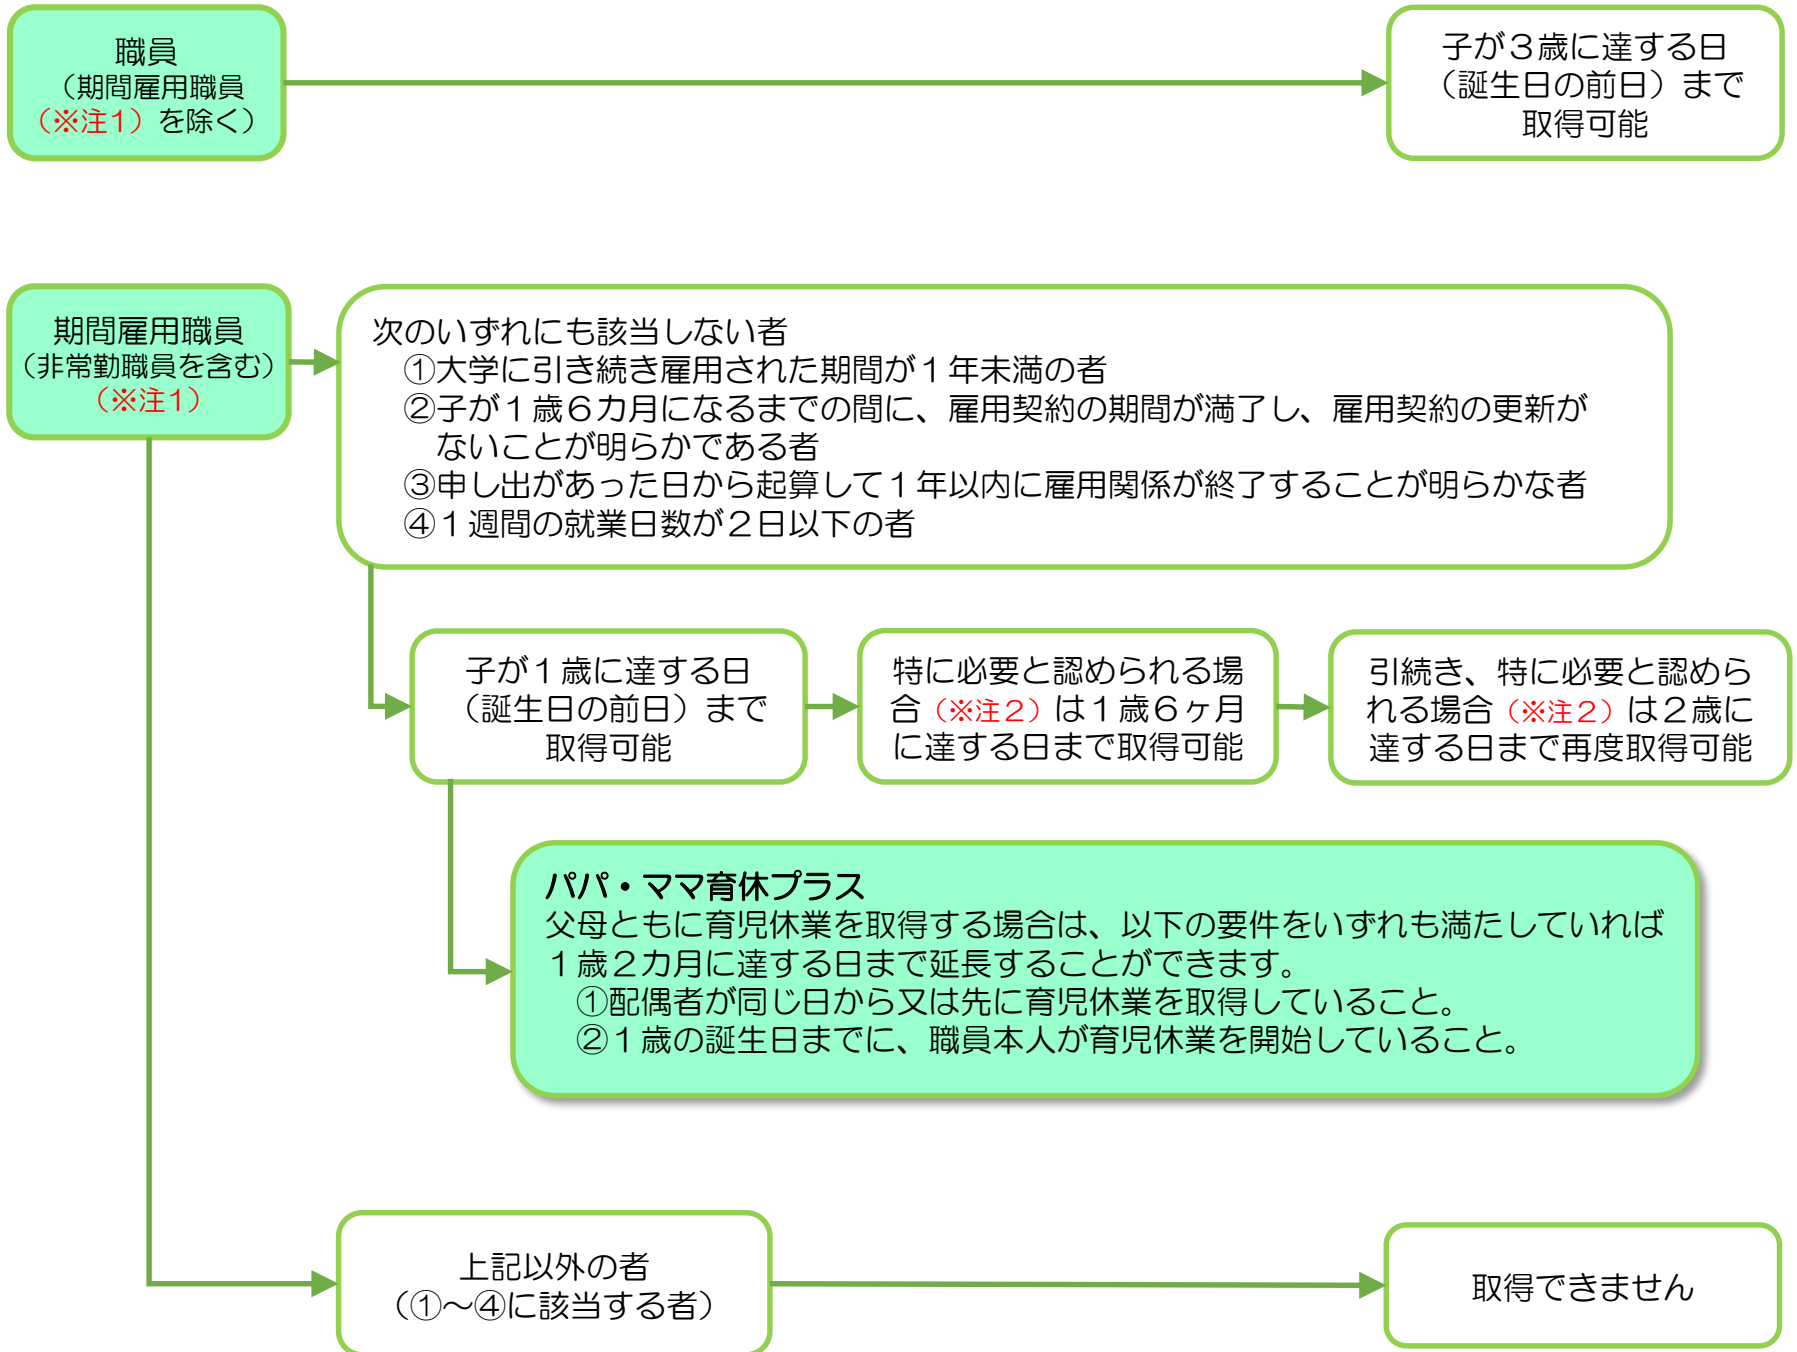 職員
（期間雇用職員
（※注1）を除く）
子が３歳に達する日
（誕生日の前日）まで
取得可能
期間雇用職員
（非常勤職員を含む）
（※注1）
次のいずれにも該当しない者
①大学に引き続き雇用された期間が１年未満の者
②子が１歳６カ月になるまでの間に、雇用契約の期間が満了し、雇用契約の更新が
ないことが明らかである者
③申し出があった日から起算して１年以内に雇用関係が終了することが明らかな者
④１週間の就業日数が２日以下の者
子が１歳に達する日
（誕生日の前日）まで
取得可能
特に必要と認められる場
合（※注２）は１歳６ヶ月
に達する日まで取得可能
引続き、特に必要と認めら
れる場合（※注２）は２歳に
達する日まで再度取得可能
パパ・ママ育休プラス
父母ともに育児休業を取得する場合は、以下の要件をいずれも満たしていれば
１歳２カ月に達する日まで延長することができます。
①配偶者が同じ日から又は先に育児休業を取得していること。
②１歳の誕生日までに、職員本人が育児休業を開始していること。
上記以外の者
（①～④に該当する者）
取得できません